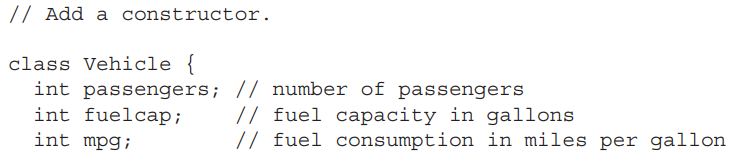 // Add a constructor.
class Vehicle {
int passengers; // number of passengers
int fuelcap; // fuel capacity in gallons
int mpg; // fuel consumption in miles per gallon